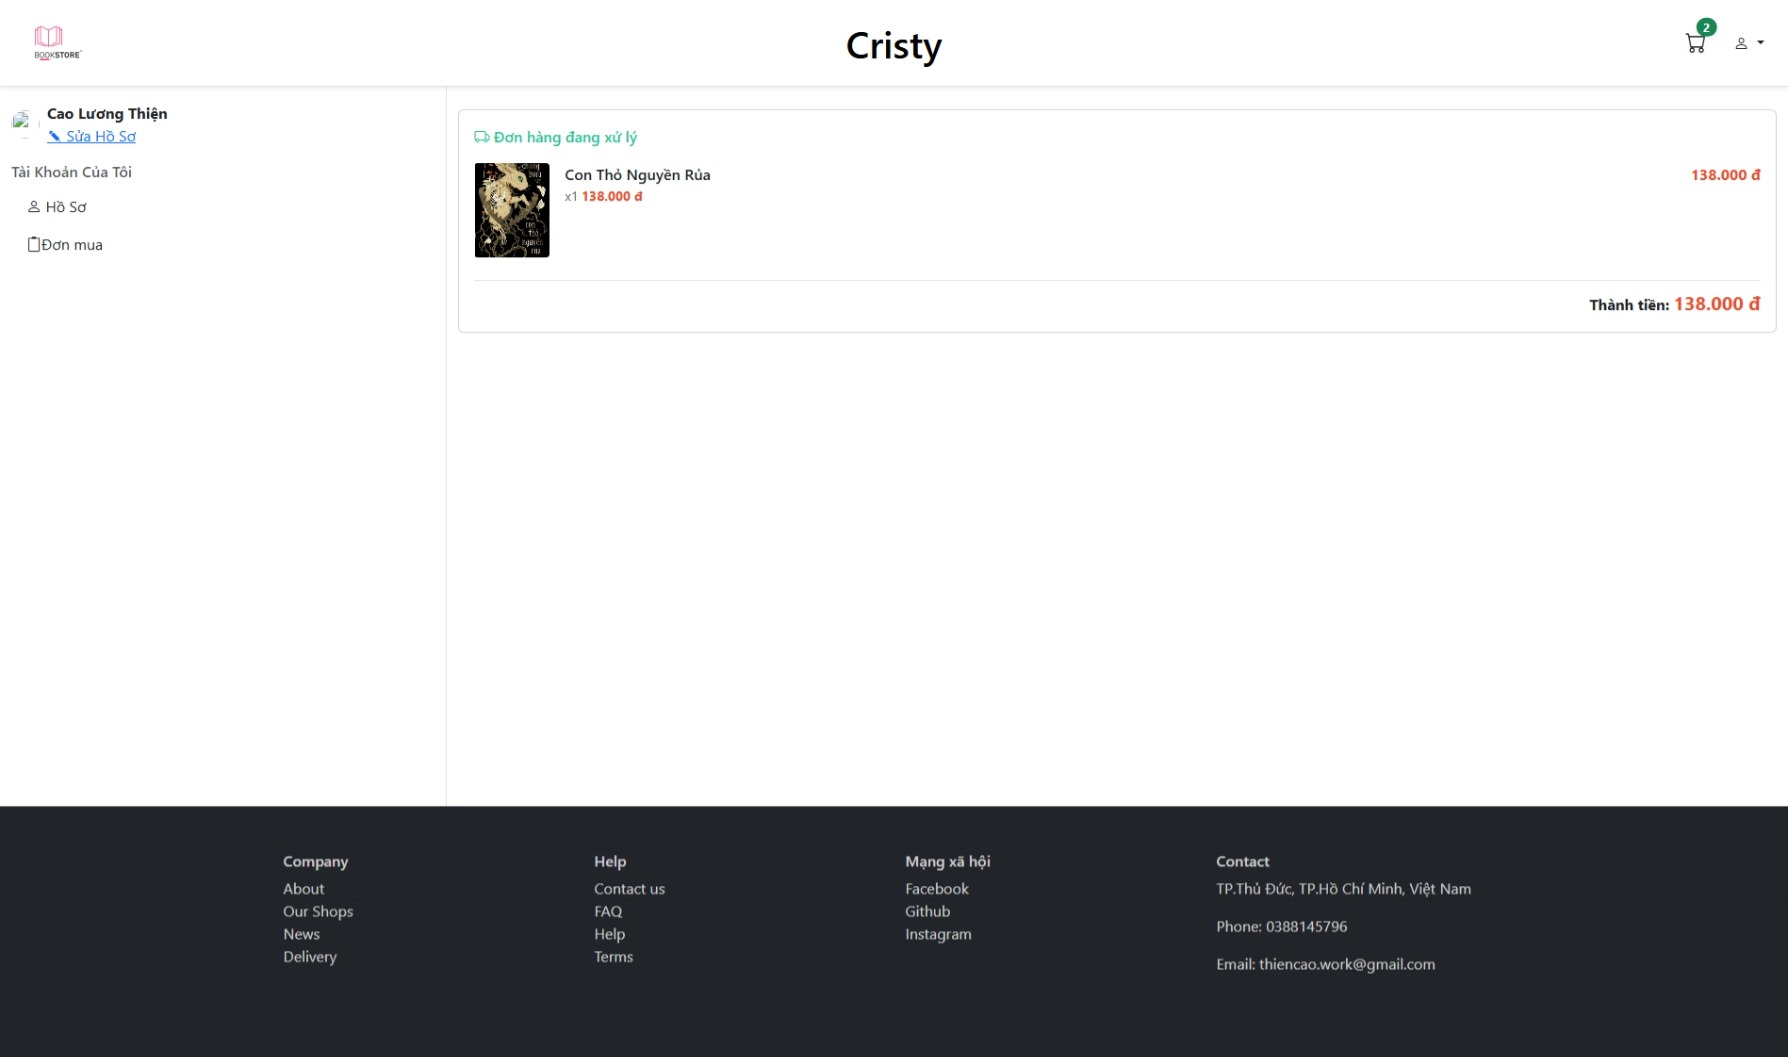 BOOKSTORE
Cristy
2
Cao Lương Thiện
Sửa Hồ Sơ
Tài Khoản Của Tôi
Hồ Sơ
Đơn mua
Đơn hàng đang xử lý
Con Thỏ Nguyền Rủa
138.000 đ
x1 138.000 đ
Thành tiền: 138.000 đ
Company
About
Our Shops
News
Delivery
Help
Contact us
FAQ
Help
Terms
Mạng xã hội
Facebook
Github
Instagram
Contact
TP.Thủ Đức, TP.Hồ Chí Minh, Việt Nam
Phone: 0388145796
Email: thiencao.work@gmail.com